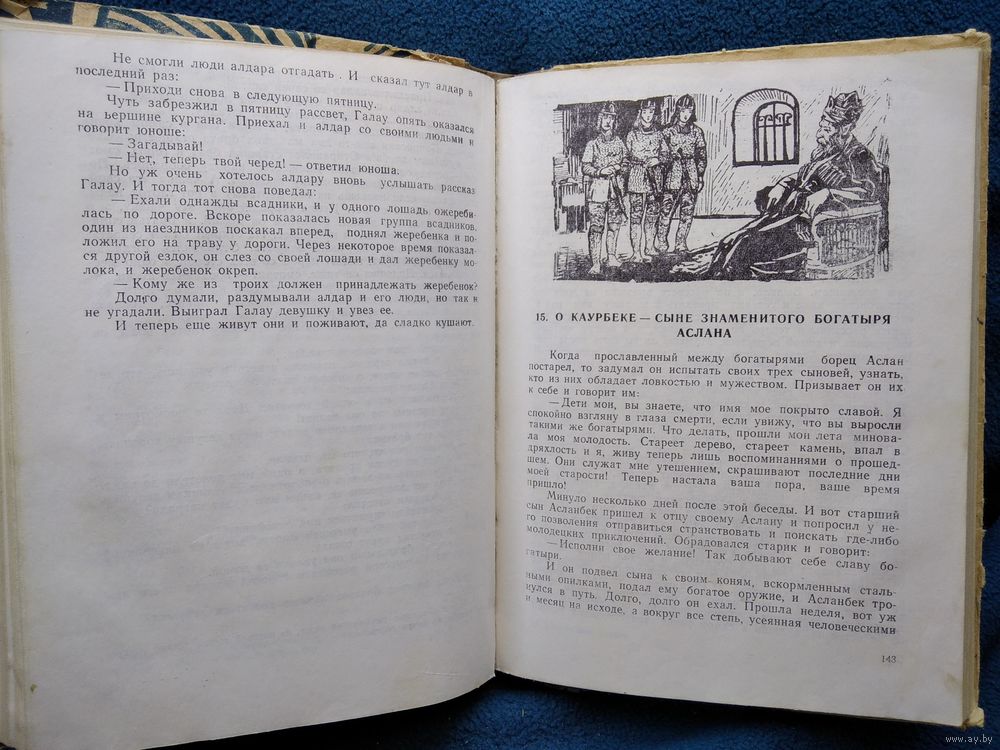 Не смогли люди алдара отгадать . И сказал тут алдар в
последний раз:
— Приходи снова в следующую пятницу.
Чуть забрезжил в пятницу рассвет, Галау опять оказался
на ьершине кургана. Приехал и алдар со своими людьми и
говорит юноше:
— Загадывай!
— Нет, теперь твой черед! — ответил юноша.
Но уж очень хотелось алдару вновь услышать рассказ
Галау. И тогда тот снова поведал:
— Ехали однажды всадники, и у одного лошадь ожереби-
лась по дороге. Вскоре показалась новая группа всадников,
один из наездников поскакал вперед, поднял жеребенка и по-
ложил его на траву у дороги. Через некоторое время показал-
ся другой ездок, он слез со своей лошади и дал жеребенку мо-
лока, и жеребенок окреп.
— Кому же из троих должен принадлежать жеребенок?
Долго думали, раздумывали алдар и его люди, но так и
не угадали. Выиграл Галау девушку и увез ее.
И теперь еще живут они и поживают, да сладко кушают.
15. О КАУРБЕКЕ — СЫНЕ ЗНАМЕНИТОГО БОГАТЫРЯ
АСЛАНА
Когда прославленный между богатырями борец Аслан
постарел, то задумал он испытать своих трех сыновей, узнать,
кто из них обладает ловкостью и мужеством. Призывает он их
к себе и говорит им:
— Дети мои, вы знаете, что имя мое покрыто славой. Я
спокойно взгляну в глаза смерти, если увижу, что вы выросли
такими же богатырями. Что делать, прошли мои лета минова-
ла моя молодость. Стареет дерево, стареет камень, впал в
дряхлость и я, живу теперь лишь воспоминаниями о прошед-
шем. Они служат мне утешением, скрашивают последние дни
моей старости! Теперь настала ваша пора, ваше время
пришло!
Минуло несколько дней после этой беседы. И вот старший
сын Асланбек пришел к отцу своему Аслану и попросил у не-
го позволения отправиться странствовать и поискать где-либо
молодецких приключений. Обрадовался старик и говорит:
— Исполни свое желание! Так добывают себе славу бо-
гатыри.
И он подвел сына к своим коням, вскормленным сталь-
ными опилками, подал ему богатое оружие, и Асланбек тро-
нулся в путь. Долго, долго он ехал. Прошла неделя, вот уж
и месяц на исходе, а вокруг все степь, усеянная человеческими
143
www.ay.by